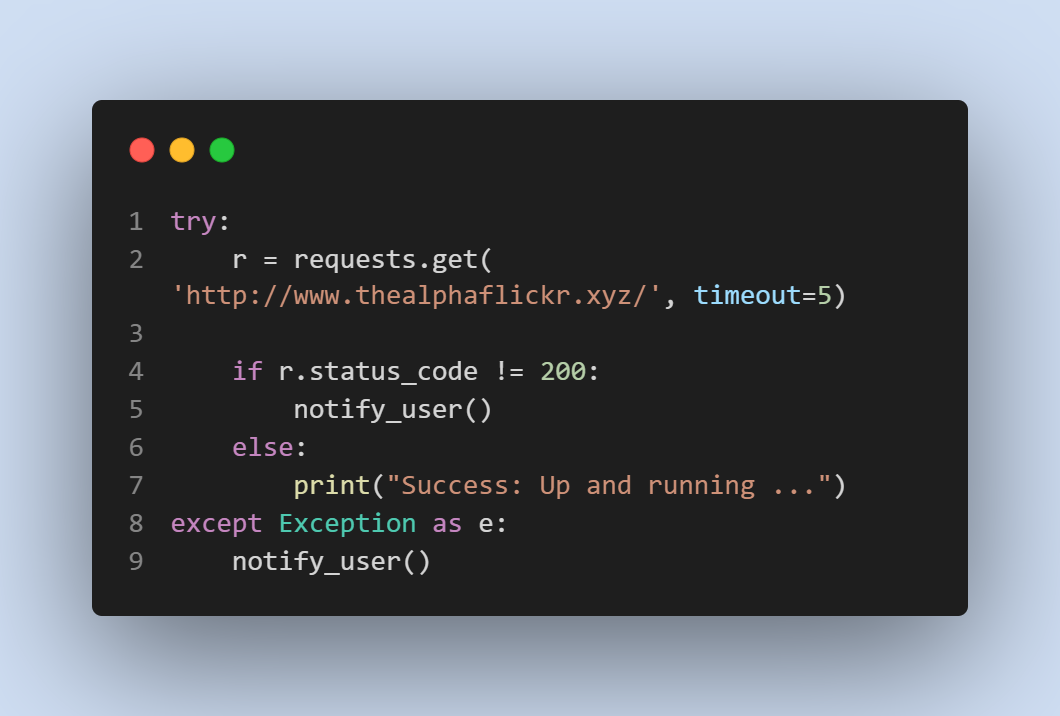 1 try:
2     r = requests.get(
'http://www.thealphaflickr.xyz/', timeout=5)
3
4     if r.status_code != 200:
5         notify_user()
6     else:
7         print("Success: Up and running ...")
8 except Exception as e:
9     notify_user()